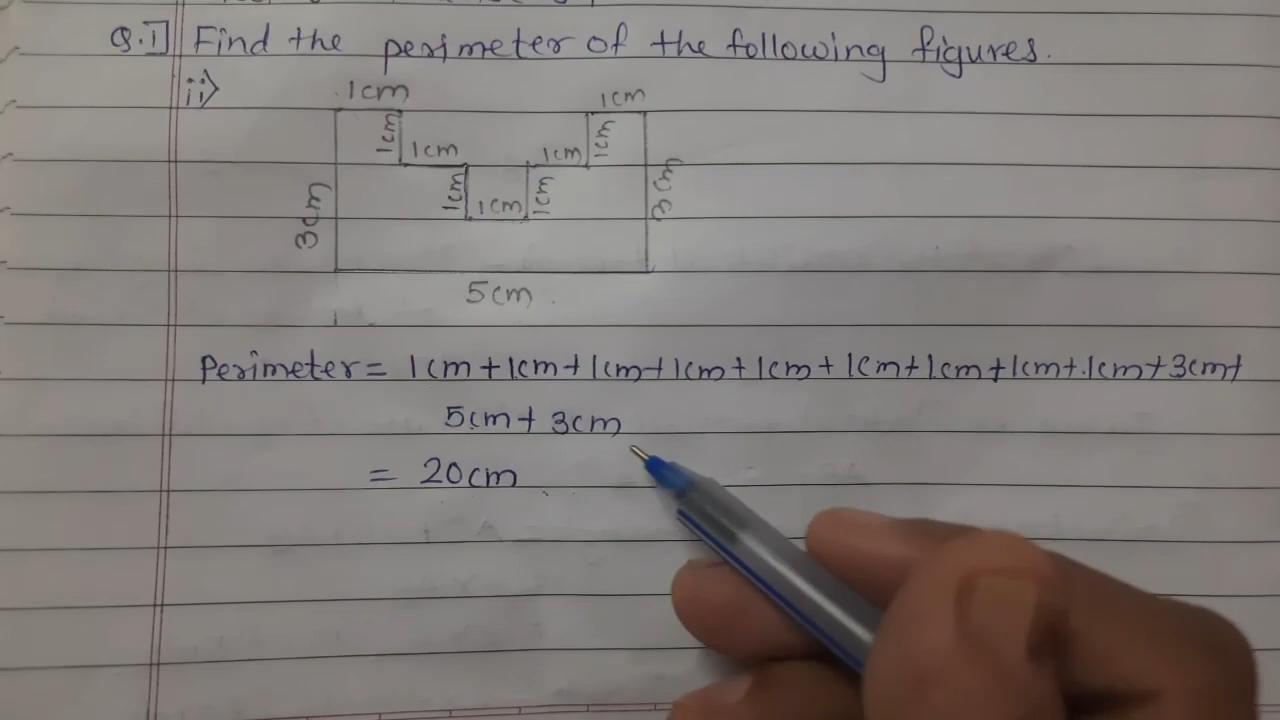 Q.1] Find the perimeter of the following figures.
ii>
1cm 1cm
1cm 1cm
1cm 1cm
1cm 1cm
1cm
3cm 3cm
5cm
Perimeter = 1cm+1cm+1cm+1cm+1cm+1cm+1cm+1cm+1cm+3cm+
5cm+3cm
= 20cm